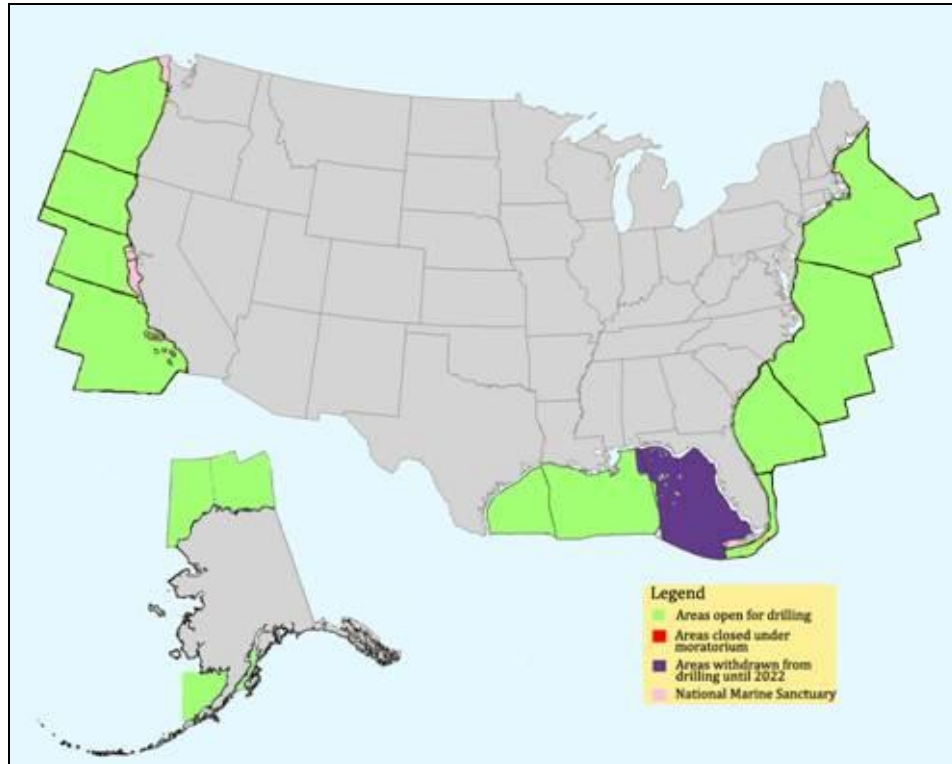 Legend
Areas open for drilling
Areas closed under
moratorium
Areas withdrawn from
drilling until 2022
National Marine Sanctuary